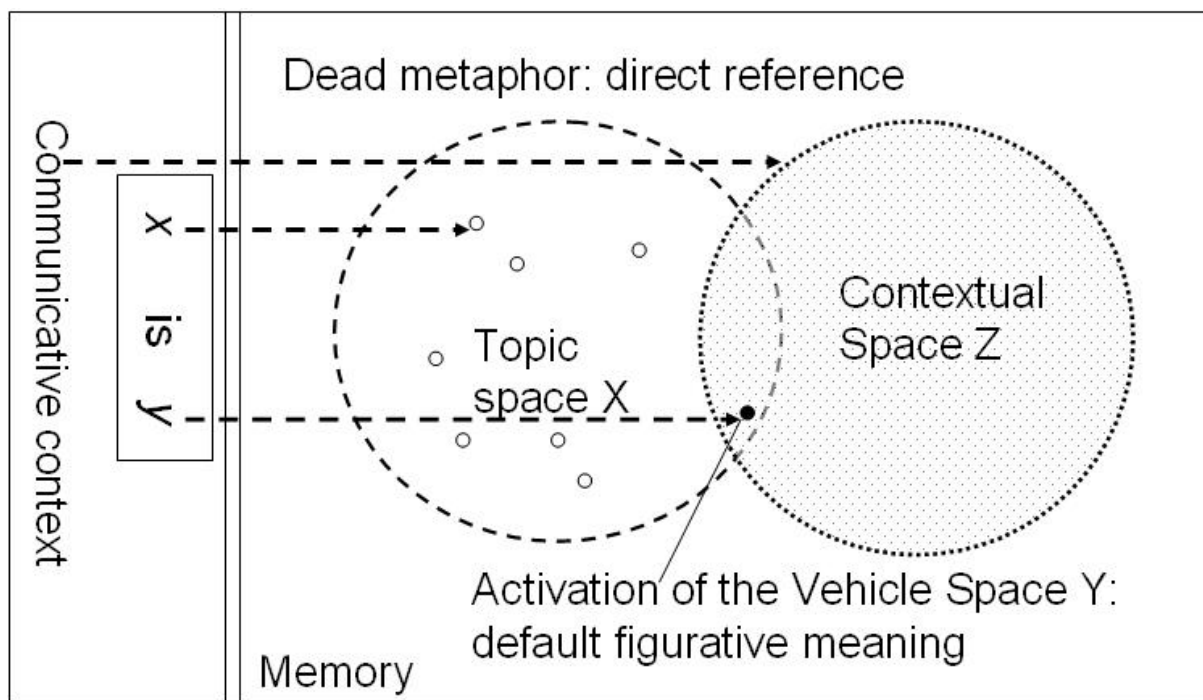 Dead metaphor: direct reference
Communicative context
x is y
Topic
space X
Contextual
Space Z
Activation of the Vehicle Space Y:
default figurative meaning
Memory